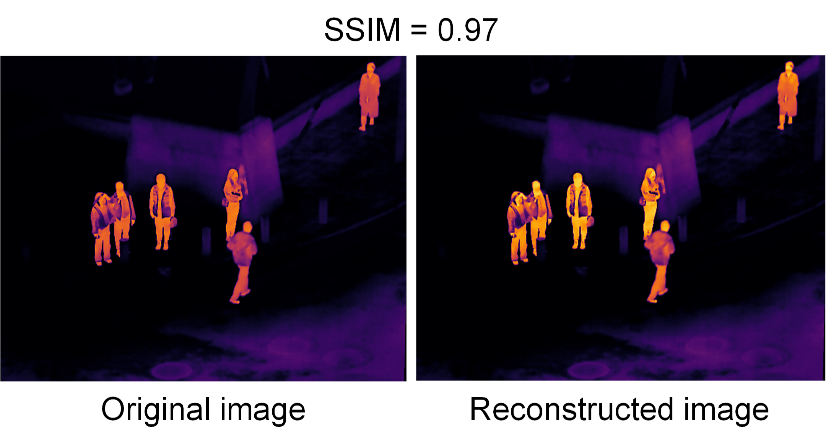 SSIM = 0.97
Original image
Reconstructed image